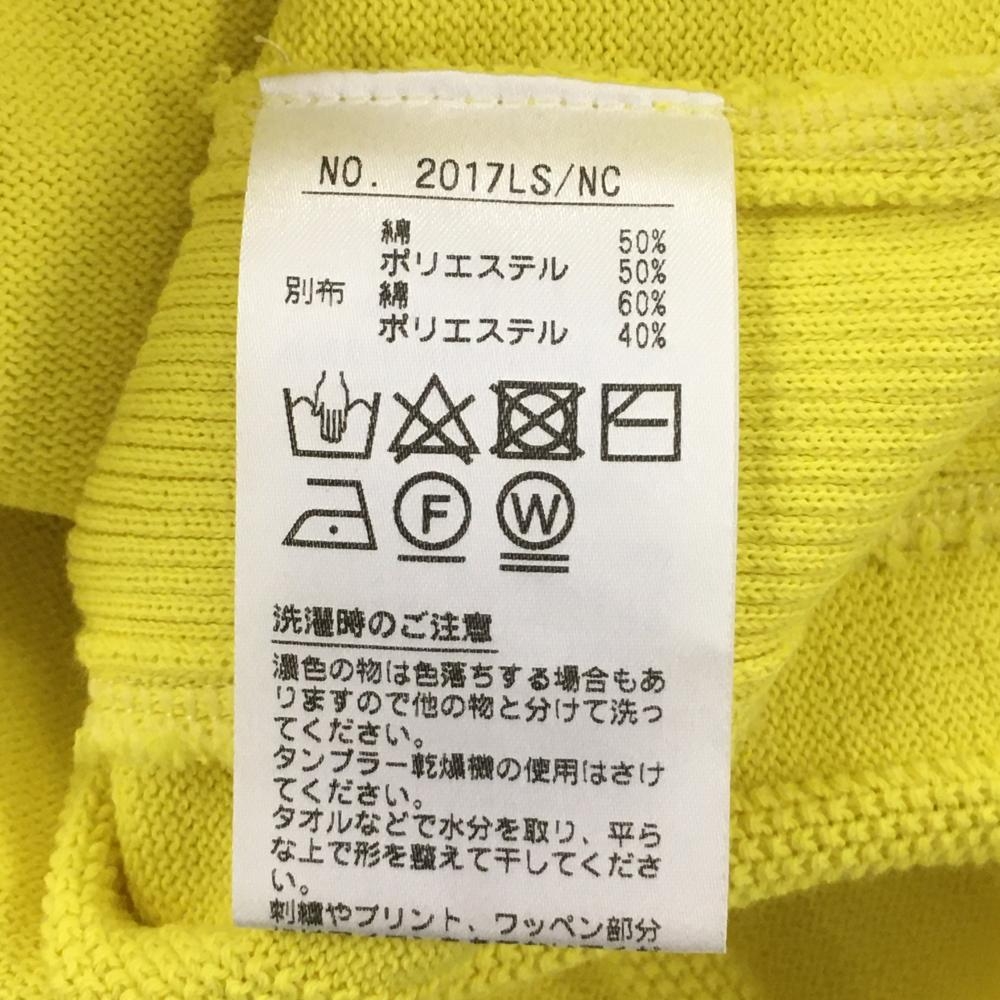 NO. 2017LS/NC
綿 50%
ポリエステル 50%
別布 綿 60%
ポリエステル 40%
F W
洗濯時のご注意
濃色の物は色落ちする場合もあ
りますので他の物と分けて洗っ
てください。
タンブラー乾燥機の使用はさけ
てください。
タオルなどで水分を取り、平ら
な上で形を整えて干してくださ
い。
刺繍やプリント、ワッペン部分